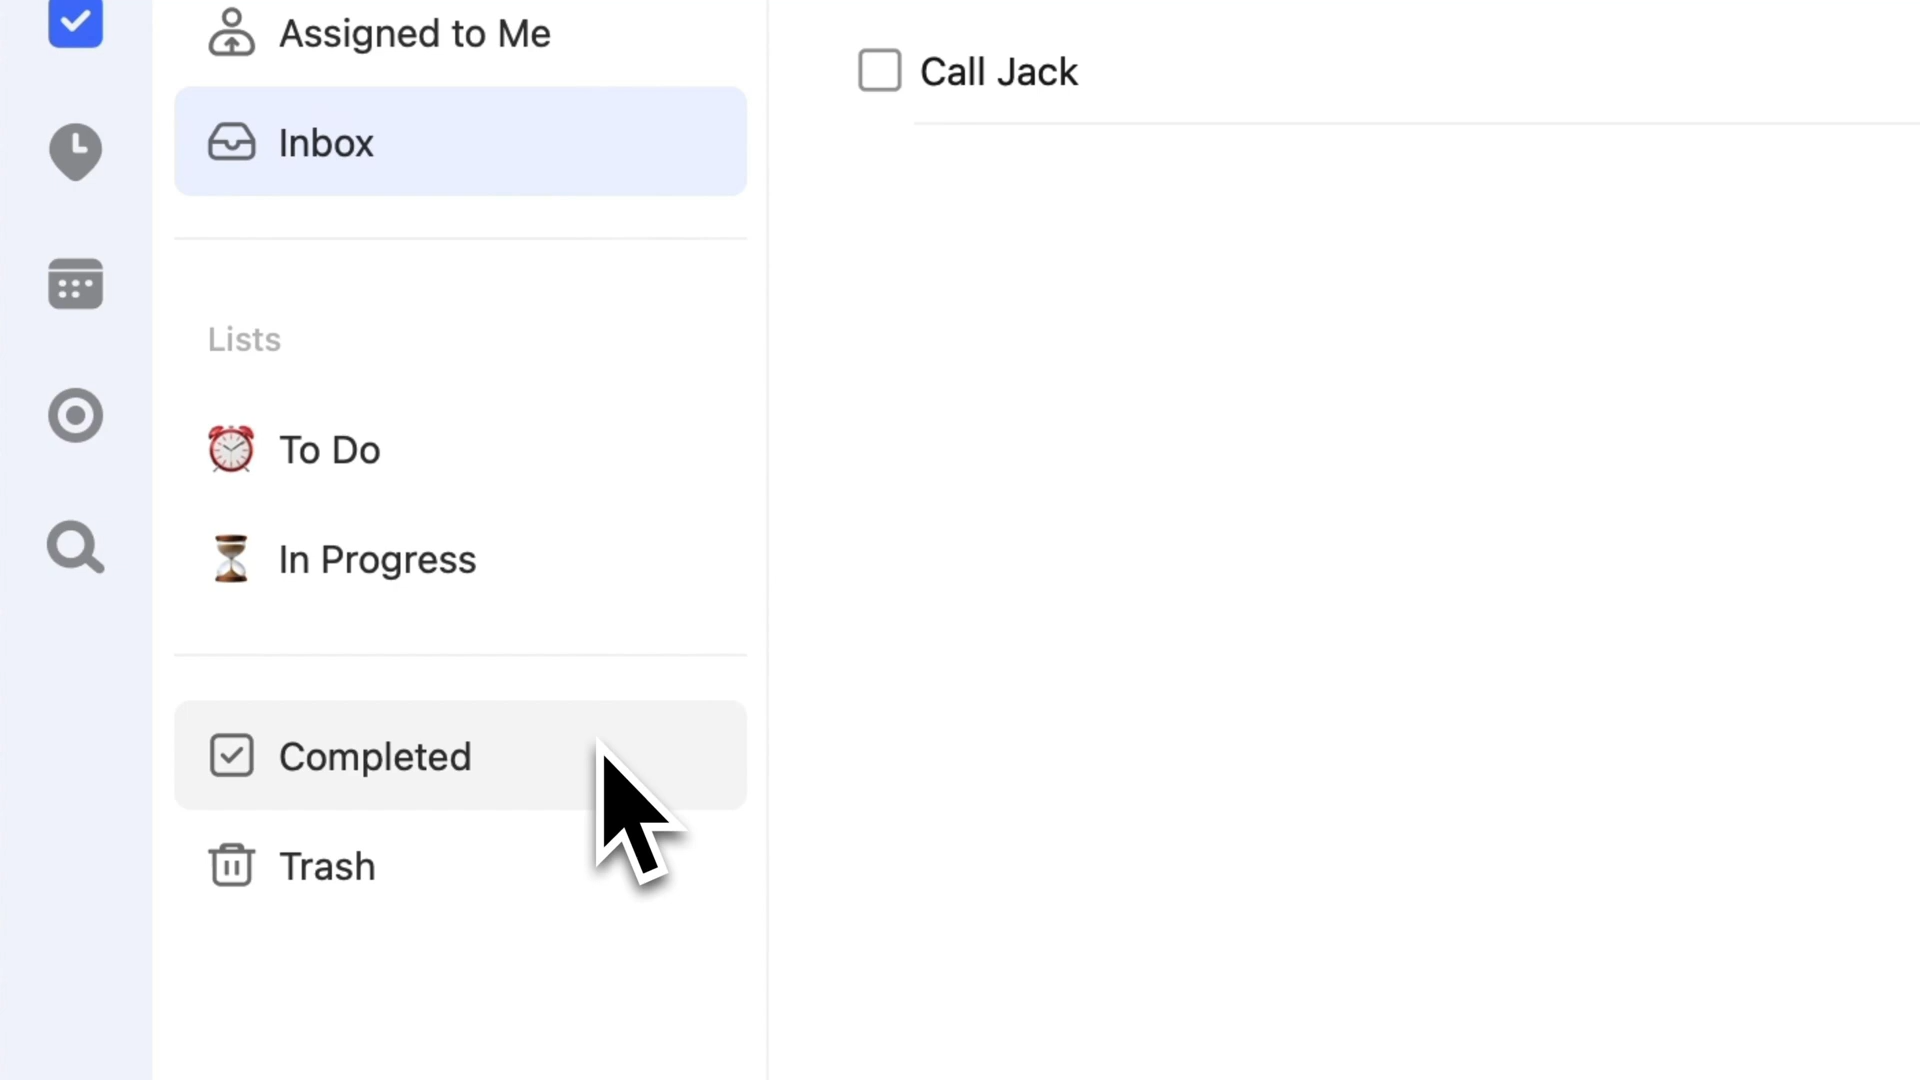 Assigned to Me
Inbox
Lists
To Do
In Progress
Completed
Trash
Call Jack